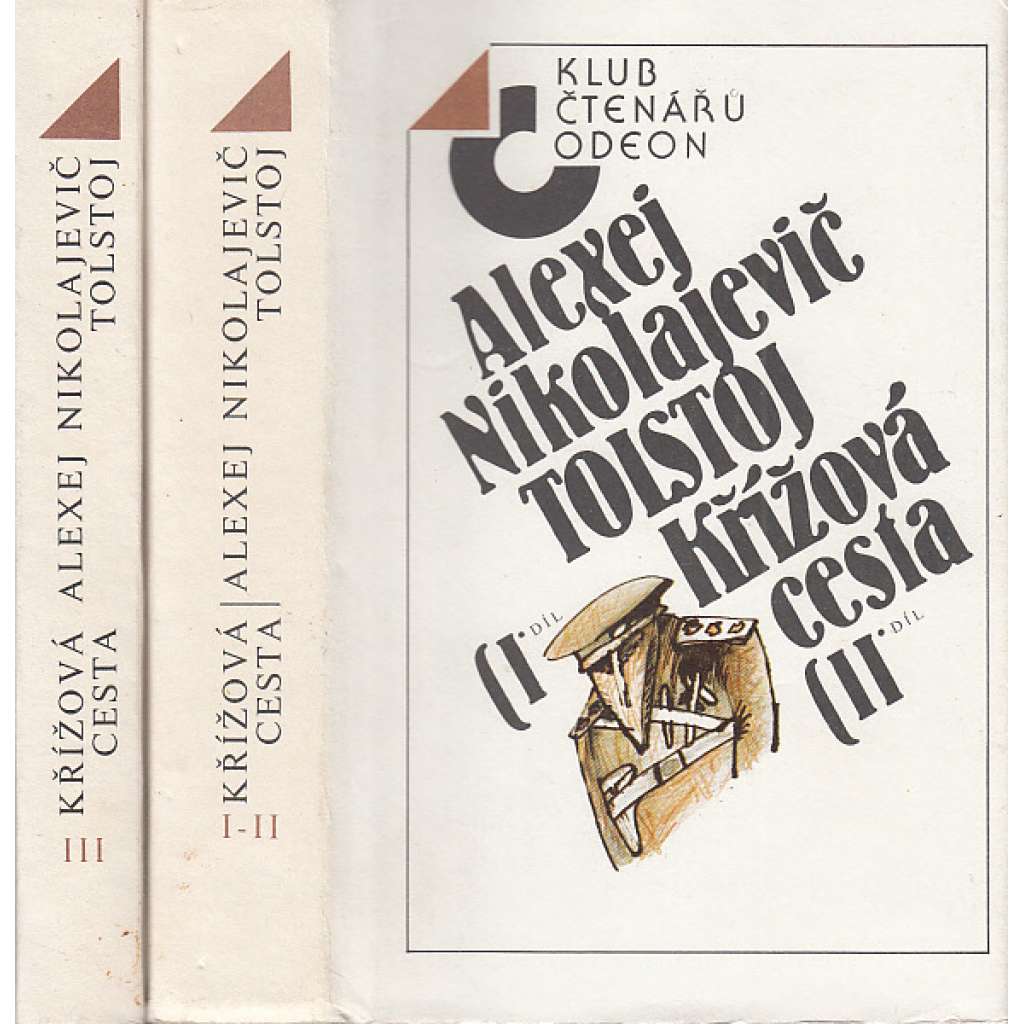 KŘÍŽOVÁ ALEXEJ NIKOLAJEVIČ
CESTA TOLSTOJ
III
KŘÍŽOVÁ ALEXEJ NIKOLAJEVIČ
CESTA TOLSTOJ
I-II
KLUB
ČTENÁŘŮ
ODEON
Alexej
Nikolajevič
TOLSTOJ
Křížová
cesta
(I. DÍL
(II. DÍL